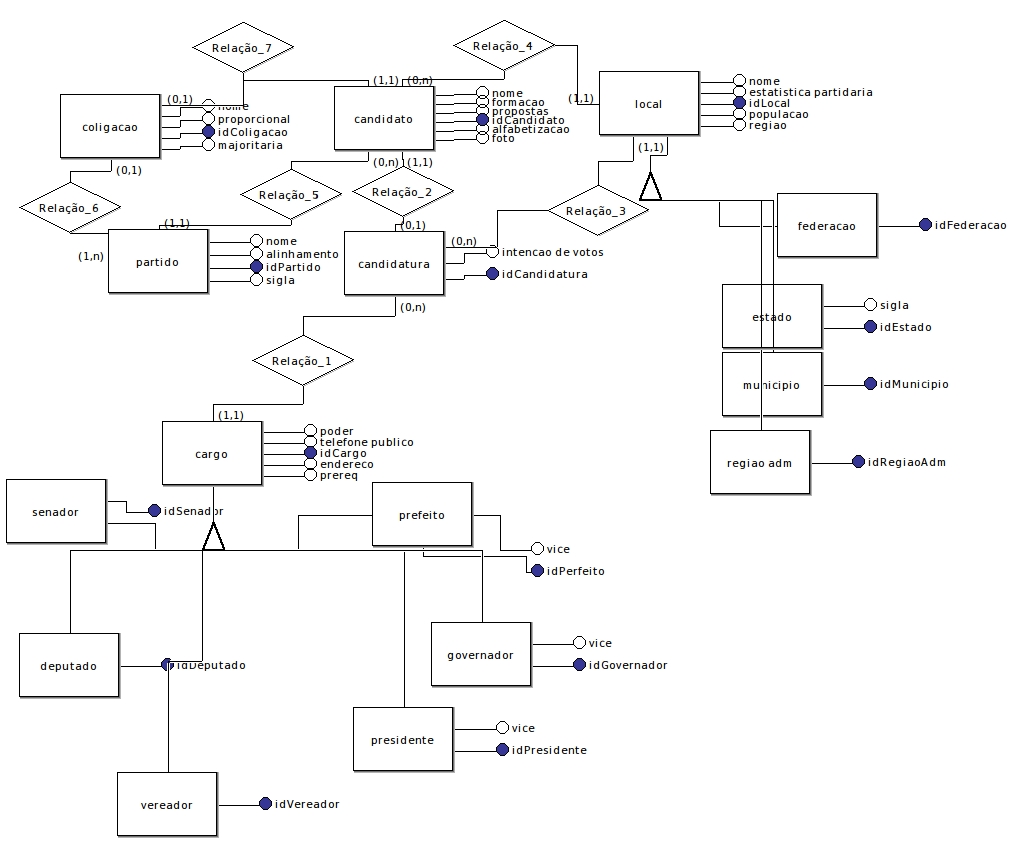 Relação_7
Relação_4
(1,1)
(0,n)
(0,1)
(1,1)
coligacao
nome
proporcional
idColigacao
majoritaria
candidato
nome
formacao
propostas
idCandidato
alfabetizacao
foto
local
nome
estatistica partidaria
idLocal
populacao
regiao
(0,1)
(0,n)
(1,1)
(1,1)
Relação_6
Relação_5
Relação_2
Relação_3
(1,1)
(0,1)
(1,n)
partido
nome
alinhamento
idPartido
sigla
candidatura
(0,n)
intencao de votos
idCandidatura
federacao
idFederacao
(0,n)
estado
sigla
idEstado
Relação_1
municipio
idMunicipio
(1,1)
cargo
poder
telefone publico
idCargo
endereco
prereq
regiao adm
idRegiaoAdm
senador
idSenador
prefeito
vice
idPerfeito
deputado
idDeputado
governador
vice
idGovernador
presidente
vice
idPresidente
vereador
idVereador